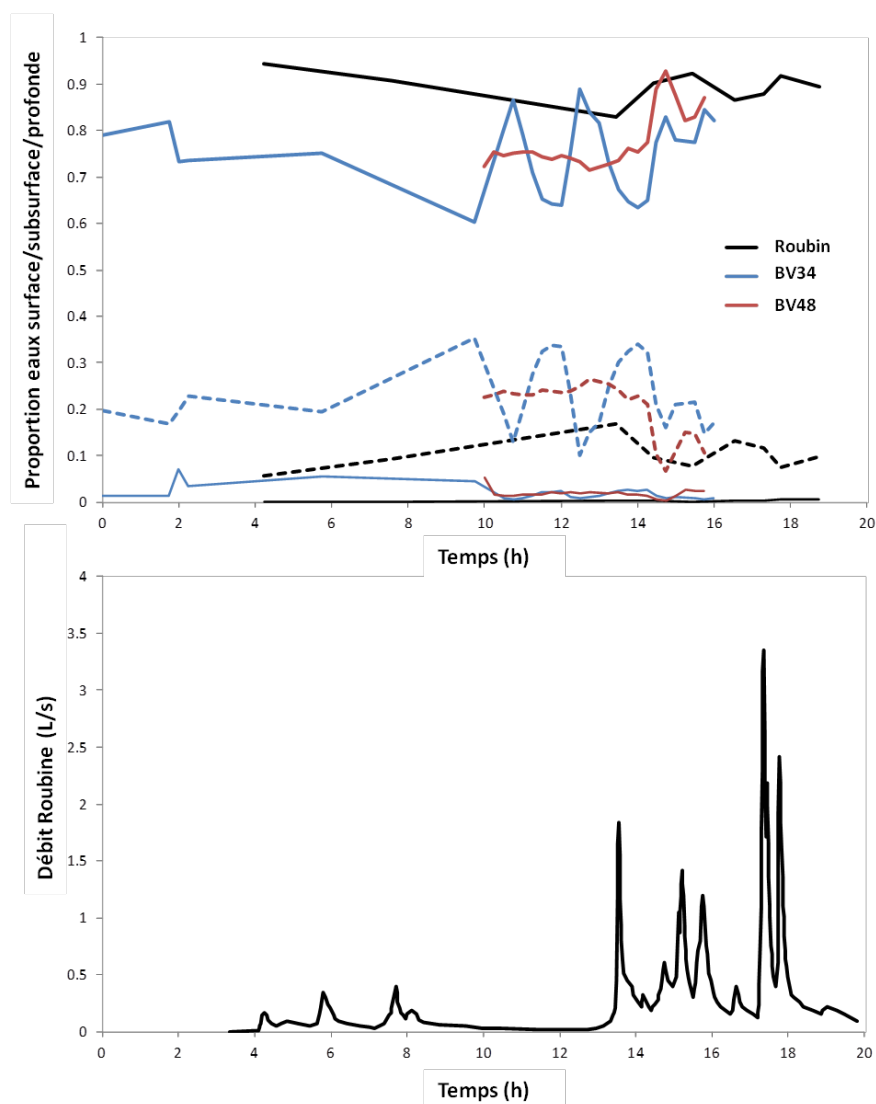 Proportion eaux surface/subsurface/profonde
1
0.9
0.8
0.7
0.6
0.5
0.4
0.3
0.2
0.1
0
Roubin
BV34
BV48
0 2 4 6 8 10 12 14 16 18 20
Temps (h)
Débit Roubine (L/s)
4
3.5
3
2.5
2
1.5
1
0.5
0
0 2 4 6 8 10 12 14 16 18 20
Temps (h)